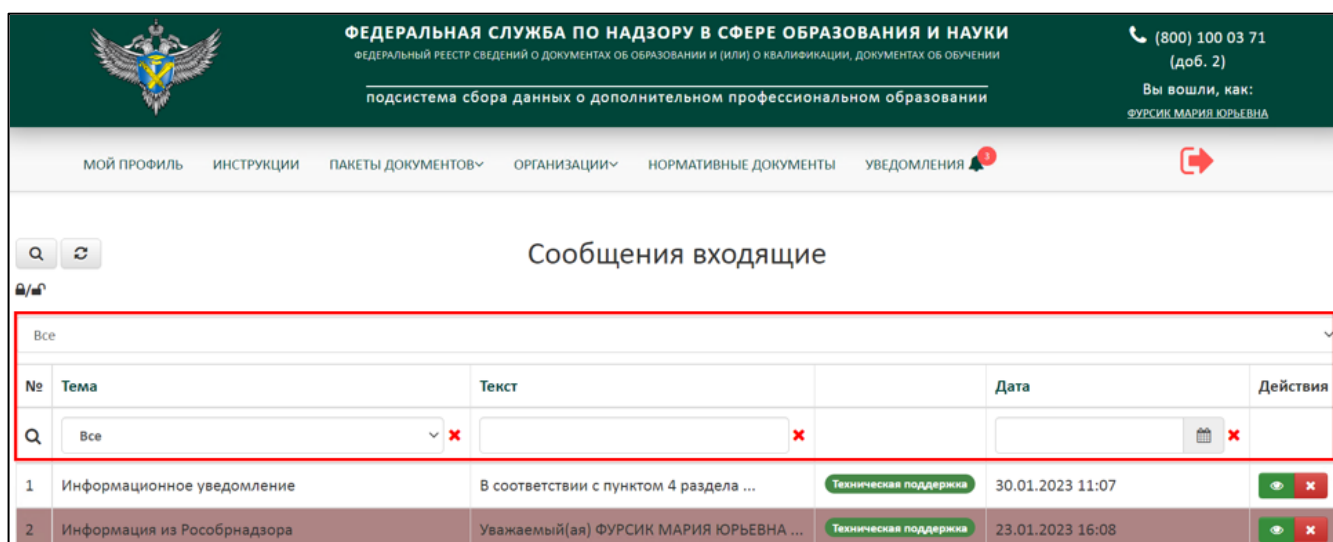 ФЕДЕРАЛЬНАЯ СЛУЖБА ПО НАДЗОРУ В СФЕРЕ ОБРАЗОВАНИЯ И НАУКИ
ФЕДЕРАЛЬНЫЙ РЕЕСТР СВЕДЕНИЙ О ДОКУМЕНТАХ ОБ ОБРАЗОВАНИИ И (ИЛИ) О КВАЛИФИКАЦИИ, ДОКУМЕНТАХ ОБ ОБУЧЕНИИ
подсистема сбора данных о дополнительном профессиональном образовании
(800) 100 03 71
(доб. 2)
Вы вошли, как:
ФУРСИК МАРИЯ ЮРЬЕВНА
МОЙ ПРОФИЛЬ ИНСТРУКЦИИ ПАКЕТЫ ДОКУМЕНТОВ ОРГАНИЗАЦИИ НОРМАТИВНЫЕ ДОКУМЕНТЫ УВЕДОМЛЕНИЯ 3
Сообщения входящие
/
Все
№ Тема Текст Дата Действия
Все
1 Информационное уведомление В соответствии с пунктом 4 раздела ... Техническая поддержка 30.01.2023 11:07
2 Информация из Рособрнадзора Уважаемый(ая) ФУРСИК МАРИЯ ЮРЬЕВНА ... Техническая поддержка 23.01.2023 16:08